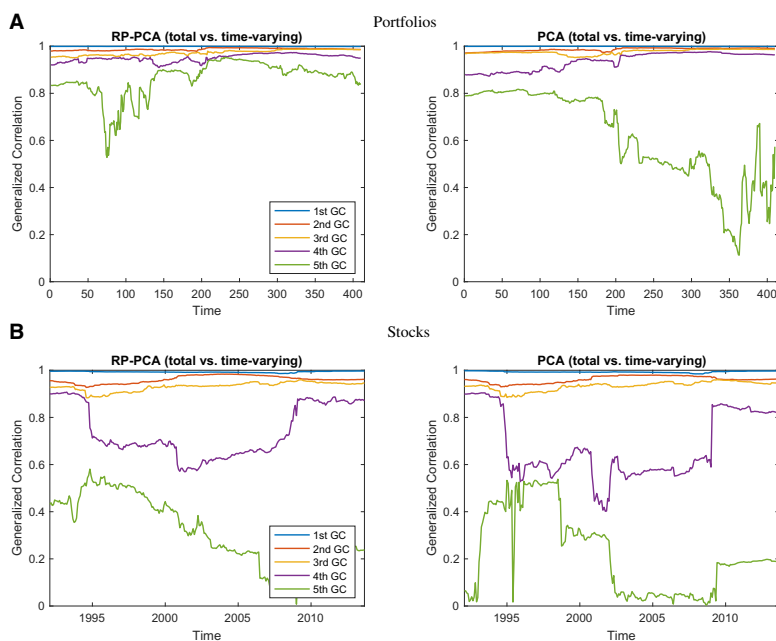 A
Portfolios
RP-PCA (total vs. time-varying)
1
0.8
0.6
0.4
0.2
0
Generalized Correlation
1st GC
2nd GC
3rd GC
4th GC
5th GC
0 50 100 150 200 250 300 350 400
Time
PCA (total vs. time-varying)
1
0.8
0.6
0.4
0.2
0
Generalized Correlation
0 50 100 150 200 250 300 350 400
Time
B
Stocks
RP-PCA (total vs. time-varying)
1
0.8
0.6
0.4
0.2
0
Generalized Correlation
1st GC
2nd GC
3rd GC
4th GC
5th GC
1995 2000 2005 2010
Time
PCA (total vs. time-varying)
1
0.8
0.6
0.4
0.2
0
Generalized Correlation
1995 2000 2005 2010
Time